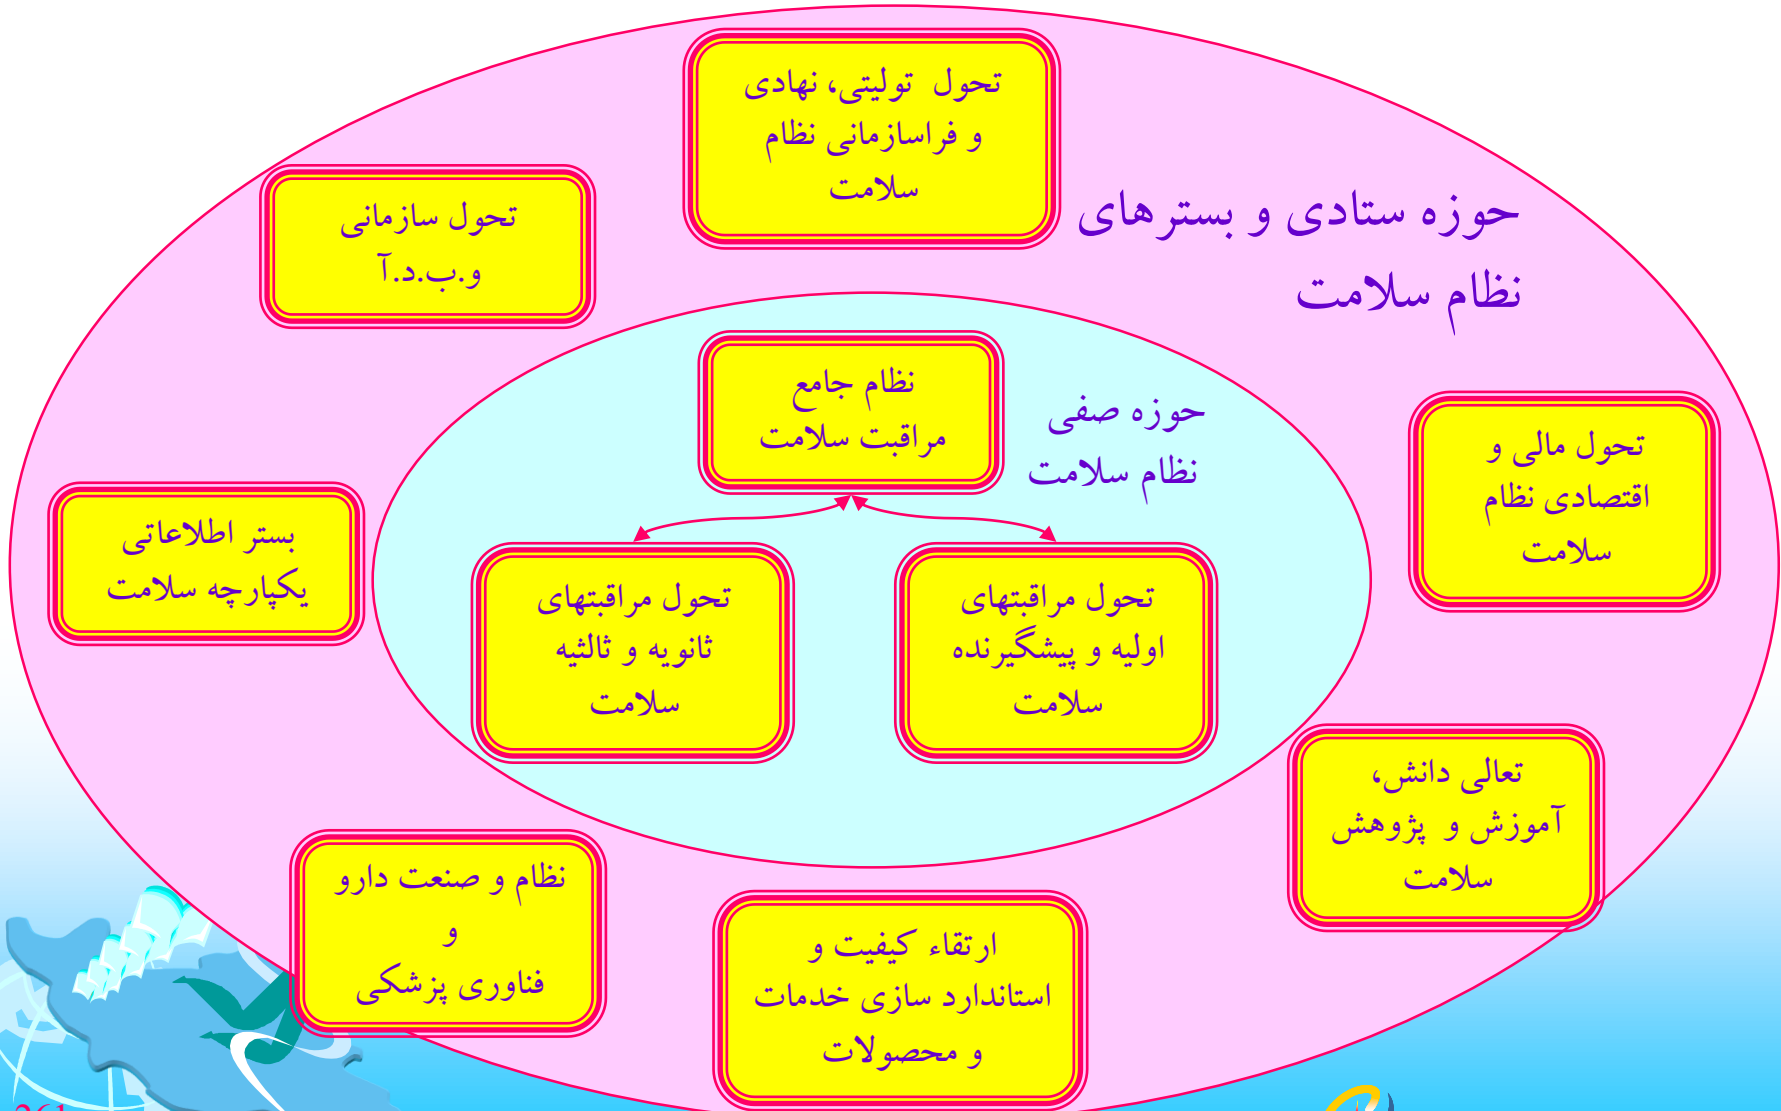 تحول تولیتی، نهادی
و فراسازمانی نظام
سلامت
حوزه ستادی و بسترهای
نظام سلامت
تحول سازمانی
و.ب.د.آ
نظام جامع
مراقبت سلامت
حوزه صفی
نظام سلامت
تحول مالی و
اقتصادی نظام
سلامت
بستر اطلاعاتی
یکپارچه سلامت
تحول مراقبتهای
اولیه و پیشگیرنده
سلامت
تحول مراقبتهای
ثانویه و ثالثیه
سلامت
تعالی دانش،
آموزش و پژوهش
سلامت
نظام و صنعت دارو
و
فناوری پزشکی
ارتقاء کیفیت و
استاندارد سازی خدمات
و محصولات